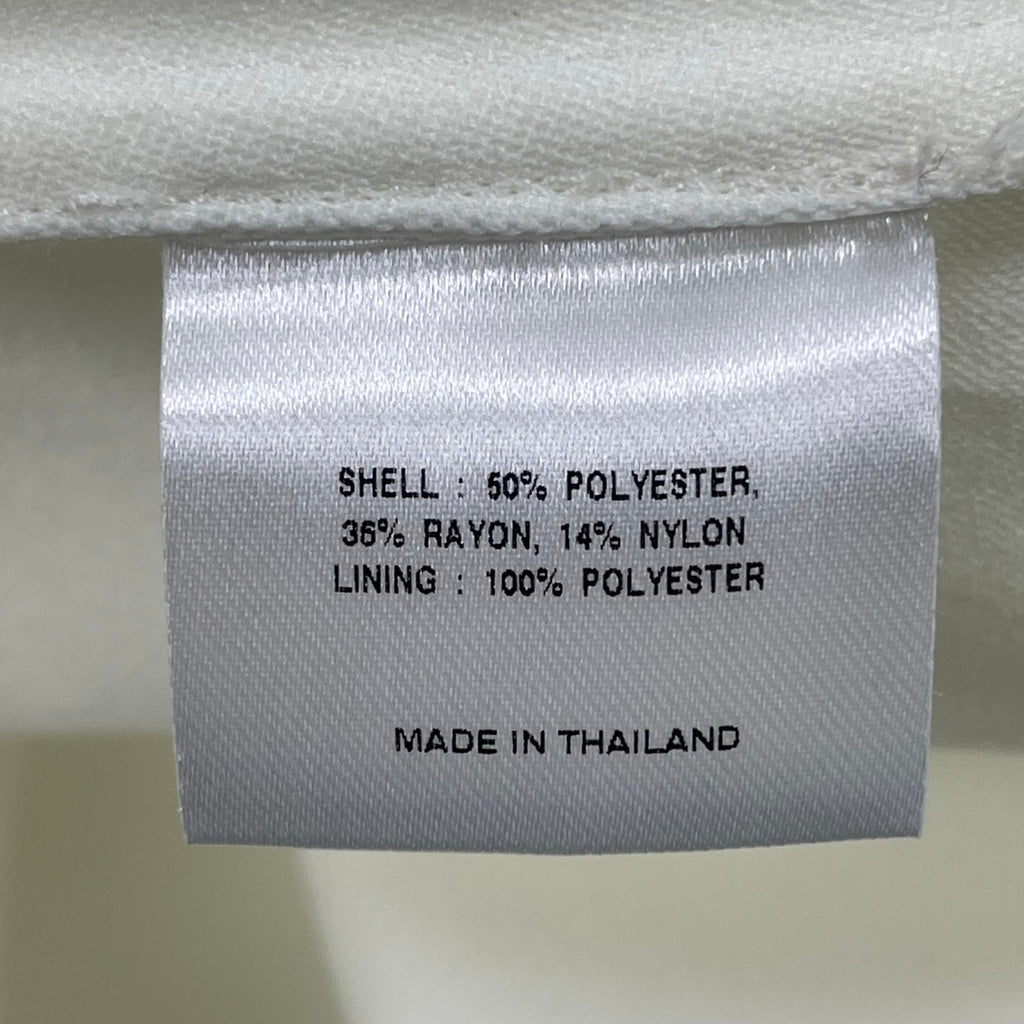 SHELL : 50% POLYESTER,
36% RAYON, 14% NYLON
LINING : 100% POLYESTER
MADE IN THAILAND